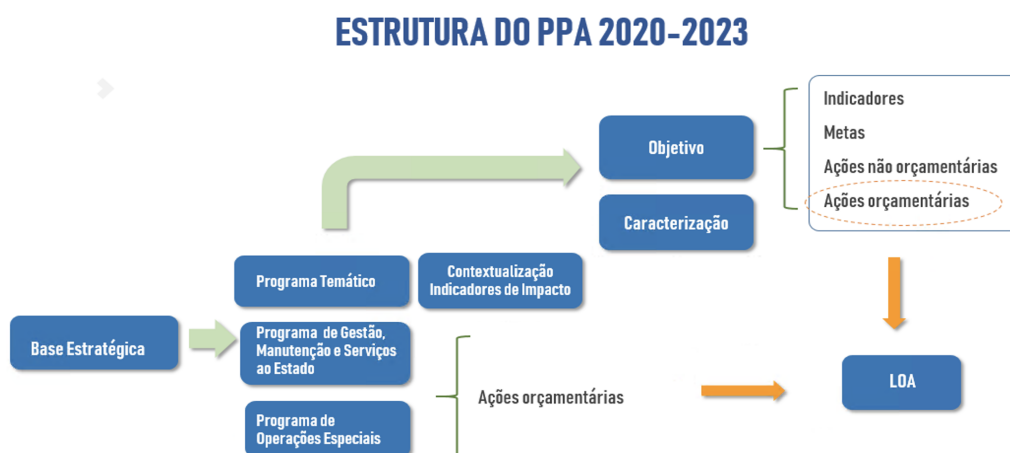 ESTRUTURA DO PPA 2020-2023
Indicadores
Metas
Ações não orçamentárias
Ações orçamentárias
Objetivo
Caracterização
Programa Temático
Contextualização
Indicadores de Impacto
Base Estratégica
Programa de Gestão,
Manutenção e Serviços
ao Estado
Ações orçamentárias
LOA
Programa de
Operações Especiais